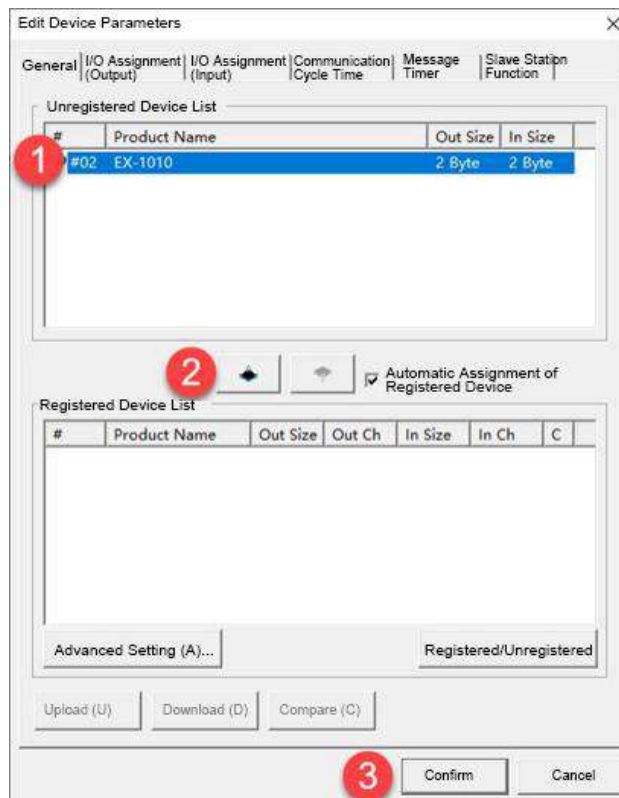 Edit Device Parameters
General
I/O Assignment (Output)
I/O Assignment (Input)
Communication Cycle Time
Message Timer
Slave Station Function
Unregistered Device List
# Product Name Out Size In Size
1 #02 EX-1010 2 Byte 2 Byte
2
Automatic Assignment of
Registered Device
Registered Device List
# Product Name Out Size Out Ch In Size In Ch C
Advanced Setting (A)... Registered/Unregistered
Upload (U) Download (D) Compare (C)
3 Confirm Cancel